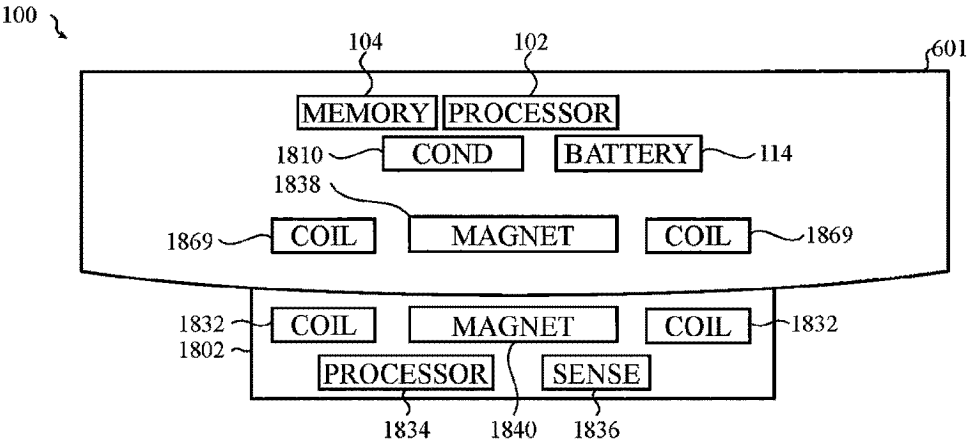 100
104 102 601
MEMORY PROCESSOR
1810 COND BATTERY 114
1838
1869 COIL MAGNET COIL 1869
1832 COIL MAGNET COIL 1832
1802
PROCESSOR SENSE
1834 1840 1836